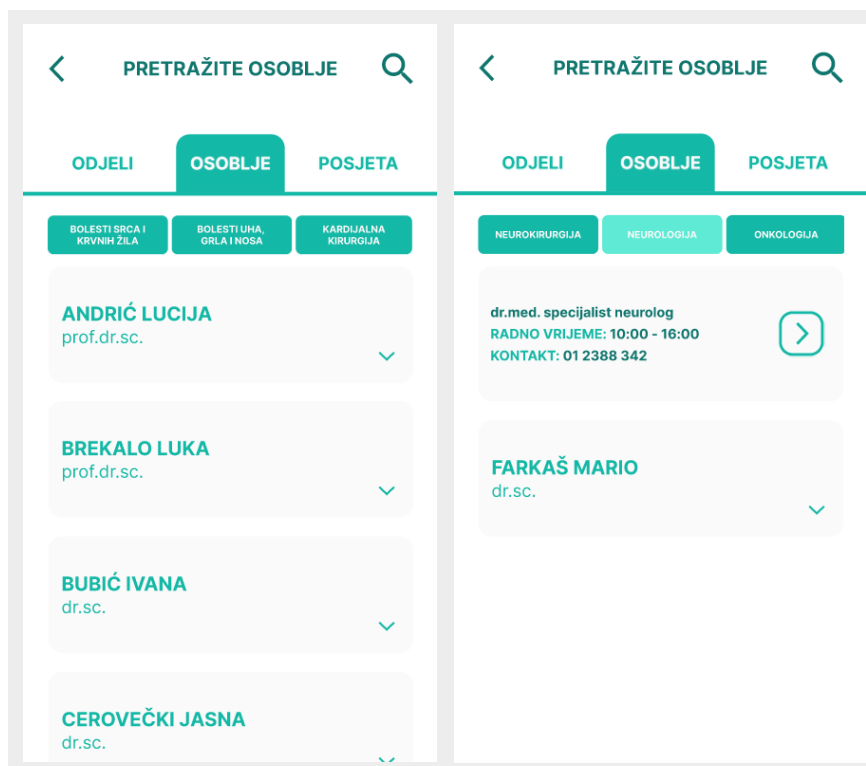 PRETRAŽITE OSOBLJE
ODJELI
OSOBLJE
POSJETA
BOLESTI SRCA I
KRVNIH ŽILA
BOLESTI UHA,
GRLA I NOSA
KARDIJALNA
KIRURGIJA
ANDRIĆ LUCIJA
prof.dr.sc.
BREKALO LUKA
prof.dr.sc.
BUBIĆ IVANA
dr.sc.
CEROVEČKI JASNA
dr.sc.
PRETRAŽITE OSOBLJE
ODJELI
OSOBLJE
POSJETA
NEUROKIRURGIJA
NEUROLOGIJA
ONKOLOGIJA
dr.med. specijalist neurolog
RADNO VRIJEME: 10:00 - 16:00
KONTAKT: 01 2388 342
FARKAŠ MARIO
dr.sc.